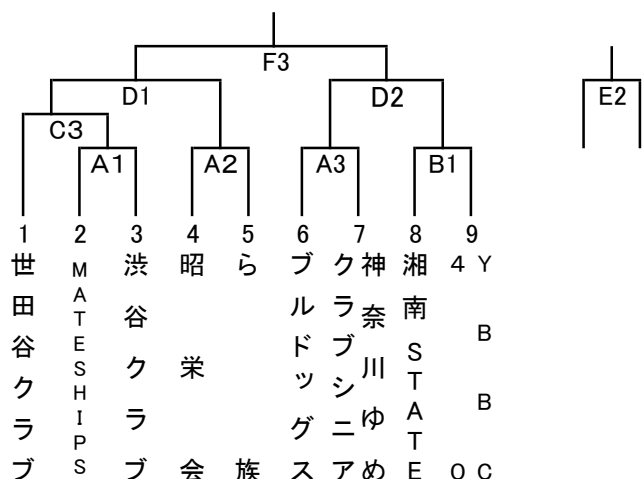 F3
D1
D2
E2
C3
A1
A2
A3
B1
1
2
3
4
5
6
7
8
9
世田谷クラブ
MATESHIPS
渋谷クラブ
昭栄会
ら族
ブルドッグス
神奈川ゆめ
クラブシニア
湘南STATE
YBBC
40